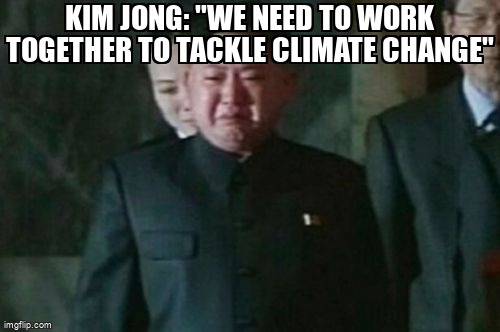 KIM JONG: "WE NEED TO WORK
TOGETHER TO TACKLE CLIMATE CHANGE"
imgflip.com